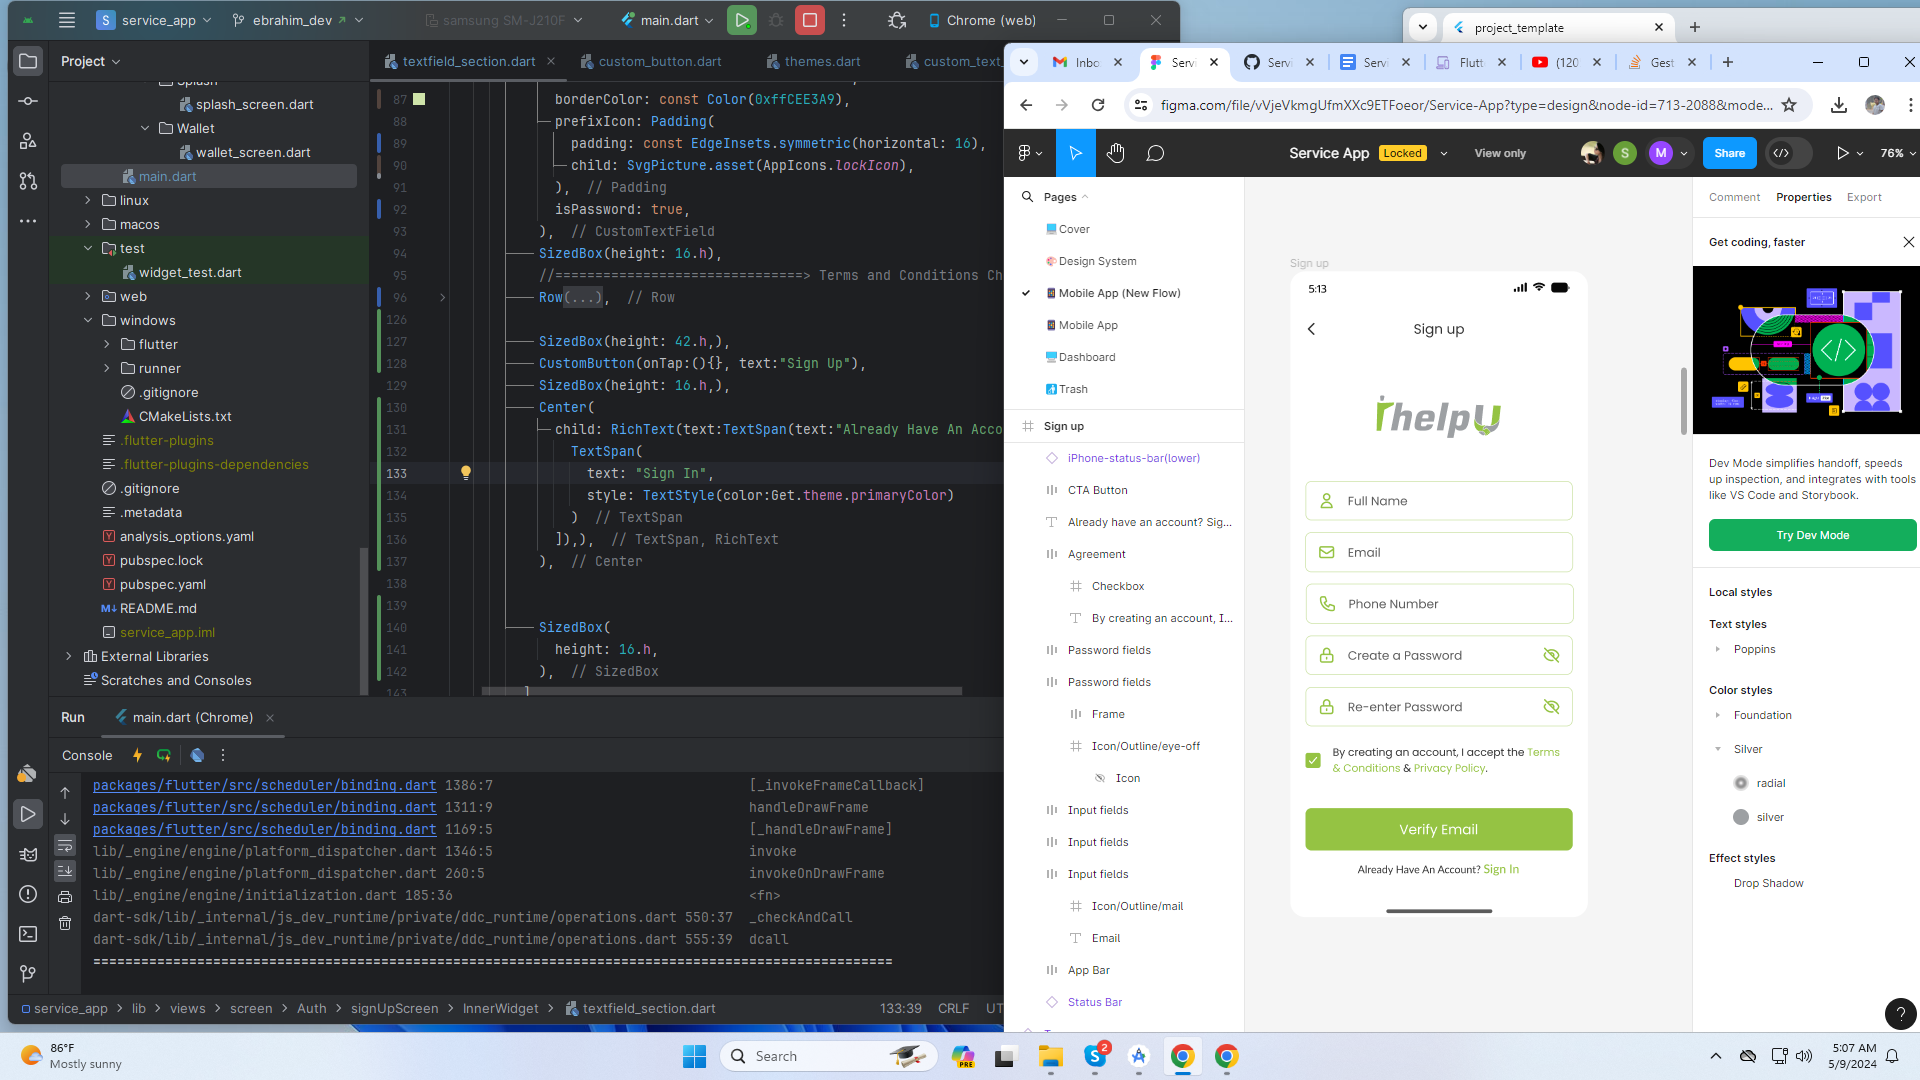 service_app
ebrahim_dev
samsung SM-J210F
main.dart
Chrome (web)
Project
splash_screen.dart
Wallet
wallet_screen.dart
main.dart
linux
macos
test
widget_test.dart
web
windows
flutter
runner
.gitignore
CMakeLists.txt
.flutter-plugins
.flutter-plugins-dependencies
.gitignore
.metadata
analysis_options.yaml
pubspec.lock
pubspec.yaml
README.md
service_app.iml
External Libraries
Scratches and Consoles
textfield_section.dart
custom_button.dart
themes.dart
custom_text_
87 borderColor: const Color(0xffCEE3A9),
88 prefixIcon: Padding(
89 padding: const EdgeInsets.symmetric(horizontal: 16),
90 child: SvgPicture.asset(AppIcons.lockIcon),
91 ), // Padding
92 isPassword: true,
93 ), // CustomTextField
94 SizedBox(height: 16.h),
95 //===============================> Terms and Conditions Ch
96 Row(...), // Row
126
127 SizedBox(height: 42.h,),
128 CustomButton(onTap:(){}, text:"Sign Up"),
129 SizedBox(height: 16.h,),
130 Center(
131 child: RichText(text:TextSpan(text:"Already Have An Acco
132 TextSpan(
133 text: "Sign In",
134 style: TextStyle(color:Get.theme.primaryColor)
135 ) // TextSpan
136 ]),), // TextSpan, RichText
137 ), // Center
138
139
140 SizedBox(
141 height: 16.h,
142 ), // SizedBox
143 ]
Run main.dart (Chrome)
Console
packages/flutter/src/scheduler/binding.dart 1386:7 [_invokeFrameCallback]
packages/flutter/src/scheduler/binding.dart 1311:9 handleDrawFrame
packages/flutter/src/scheduler/binding.dart 1169:5 [_handleDrawFrame]
lib/_engine/engine/platform_dispatcher.dart 1346:5 invoke
lib/_engine/engine/platform_dispatcher.dart 260:5 invokeOnDrawFrame
lib/_engine/engine/initialization.dart 185:36 <fn>
dart-sdk/lib/_internal/js_dev_runtime/private/ddc_runtime/operations.dart 550:37 _checkAndCall
dart-sdk/lib/_internal/js_dev_runtime/private/ddc_runtime/operations.dart 555:39 dcall
====================================================================================================
service_app > lib > views > screen > Auth > signUpScreen > InnerWidget > textfield_section.dart
133:39 CRLF UT
project_template
Inbo
Servi
Servi
Servi
Flutt
(120
Gest
figma.com/file/vVjeVkmgUfmXXc9ETFoeor/Service-App?type=design&node-id=713-2088&mode...
Service App
Locked
View only
S
M
Share
76%
Pages
Cover
Design System
Mobile App (New Flow)
Mobile App
Dashboard
Trash
Sign up
iPhone-status-bar(lower)
CTA Button
Already have an account? Sig...
Agreement
Checkbox
By creating an account, I...
Password fields
Password fields
Frame
Icon/Outline/eye-off
Icon
Input fields
Input fields
Input fields
Icon/Outline/mail
Email
App Bar
Status Bar
Sign up
5:13
Sign up
rhelpU
Full Name
Email
Phone Number
Create a Password
Re-enter Password
By creating an account, I accept the Terms
& Conditions & Privacy Policy.
Verify Email
Already Have An Account? Sign In
Comment
Properties
Export
Get coding, faster
Dev Mode simplifies handoff, speeds
up inspection, and integrates with tools
like VS Code and Storybook.
Try Dev Mode
Local styles
Text styles
Poppins
Color styles
Foundation
Silver
radial
silver
Effect styles
Drop Shadow
?
86°F
Mostly sunny
Search
PRE
2
5:07 AM
5/9/2024